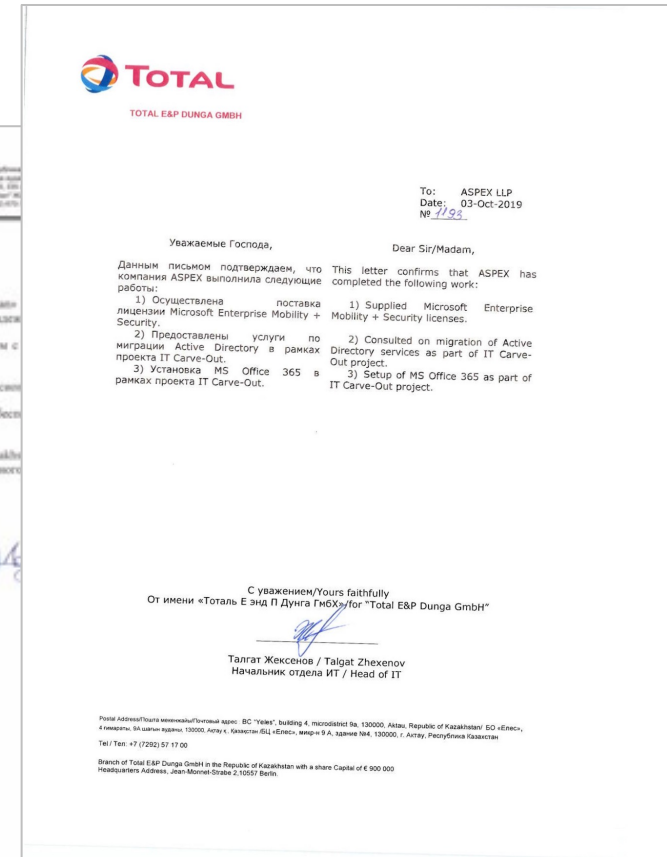 TOTAL
TOTAL E&P DUNGA GMBH
To: ASPEX LLP
Date: 03-Oct-2019
№ 1193
Уважаемые Господа,
Данным письмом подтверждаем, что
компания ASPEX выполнила следующие
работы:
1) Осуществлена поставка
лицензии Microsoft Enterprise Mobility +
Security.
2) Предоставлены услуги по
миграции Active Directory в рамках
проекта IT Carve-Out.
3) Установка MS Office 365 в
рамках проекта IT Carve-Out.
Dear Sir/Madam,
This letter confirms that ASPEX has
completed the following work:
1) Supplied Microsoft Enterprise
Mobility + Security licenses.
2) Consulted on migration of Active
Directory services as part of IT Carve-
Out project.
3) Setup of MS Office 365 as part of
IT Carve-Out project.
С уважением/Yours faithfully
От имени «Тоталь Е энд П Дунга ГмбХ»/for "Total E&P Dunga GmbH"
Талгат Жексенов / Talgat Zhexenov
Начальник отдела ИТ / Head of IT
Postal Address/Пошта мекенжайы/Почтовый адрес: BC "Yeles", building 4, microdistrict 9a, 130000, Aktau, Republic of Kazakhstan/ БО «Елес»,
4 ғимараты, 9А шағын ауданы, 130000, Ақтау қ., Қазақстан /БЦ «Елес», микр-н 9 А, здание №4, 130000, г. Актау, Республика Казахстан
Tel / Тел: +7 (7292) 57 17 00
Branch of Total E&P Dunga GmbH in the Republic of Kazakhstan with a share Capital of € 900 000
Headquarters Address, Jean-Monnet-Strabe 2,10557 Berlin.